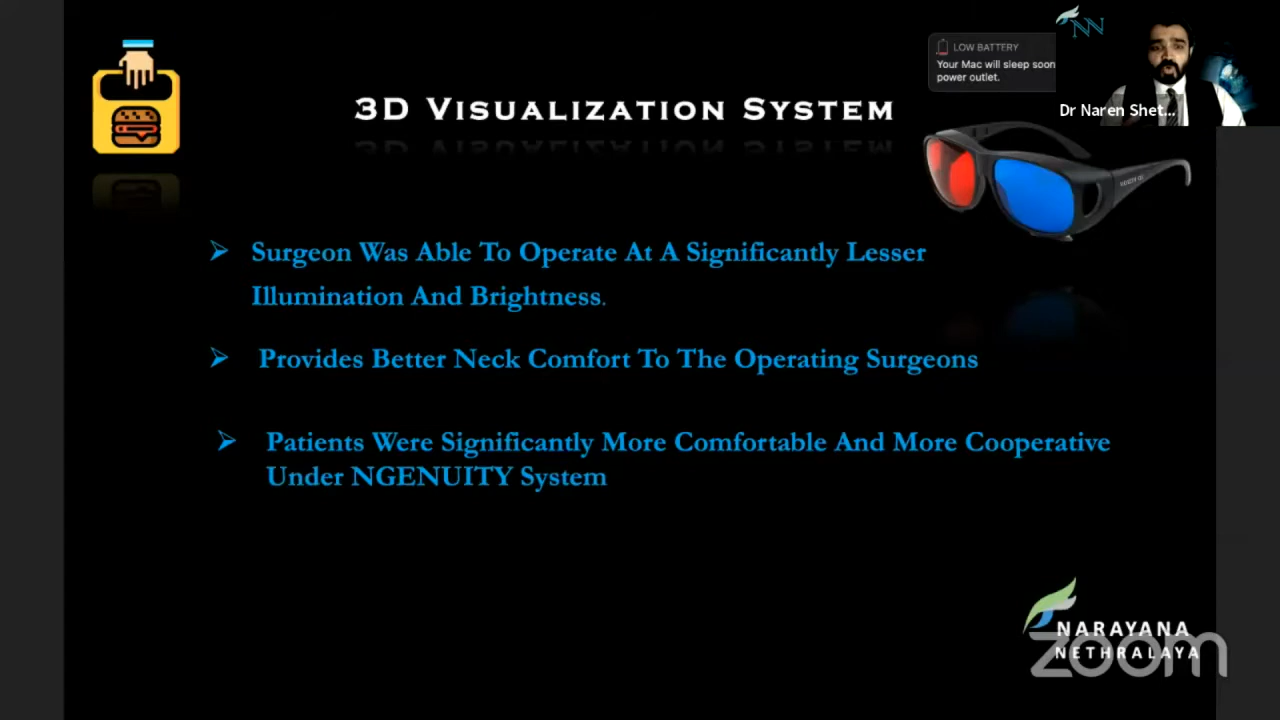 LOW BATTERY
Your Mac will sleep soon
power outlet.
Dr Naren Shet...
3D VISUALIZATION SYSTEM
➢ Surgeon Was Able To Operate At A Significantly Lesser
Illumination And Brightness.
➢ Provides Better Neck Comfort To The Operating Surgeons
➢ Patients Were Significantly More Comfortable And More Cooperative
Under NGENUITY System
NARAYANA
NETHRALAYA
zoom